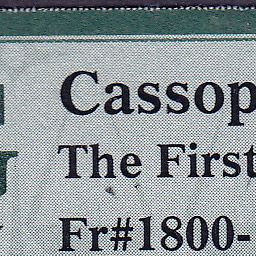 Cassop
The First
Fr#1800-